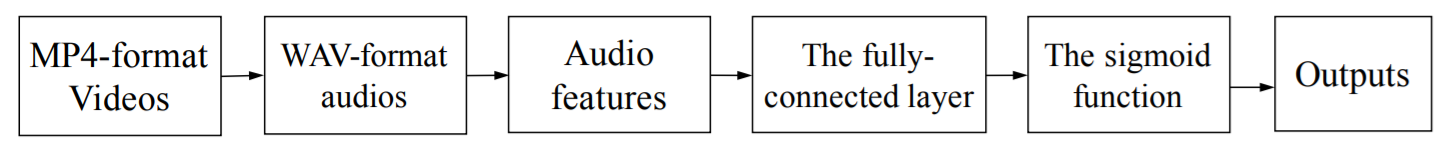 MP4-format
Videos
WAV-format
audios
Audio
features
The fully-
connected layer
The sigmoid
function
Outputs